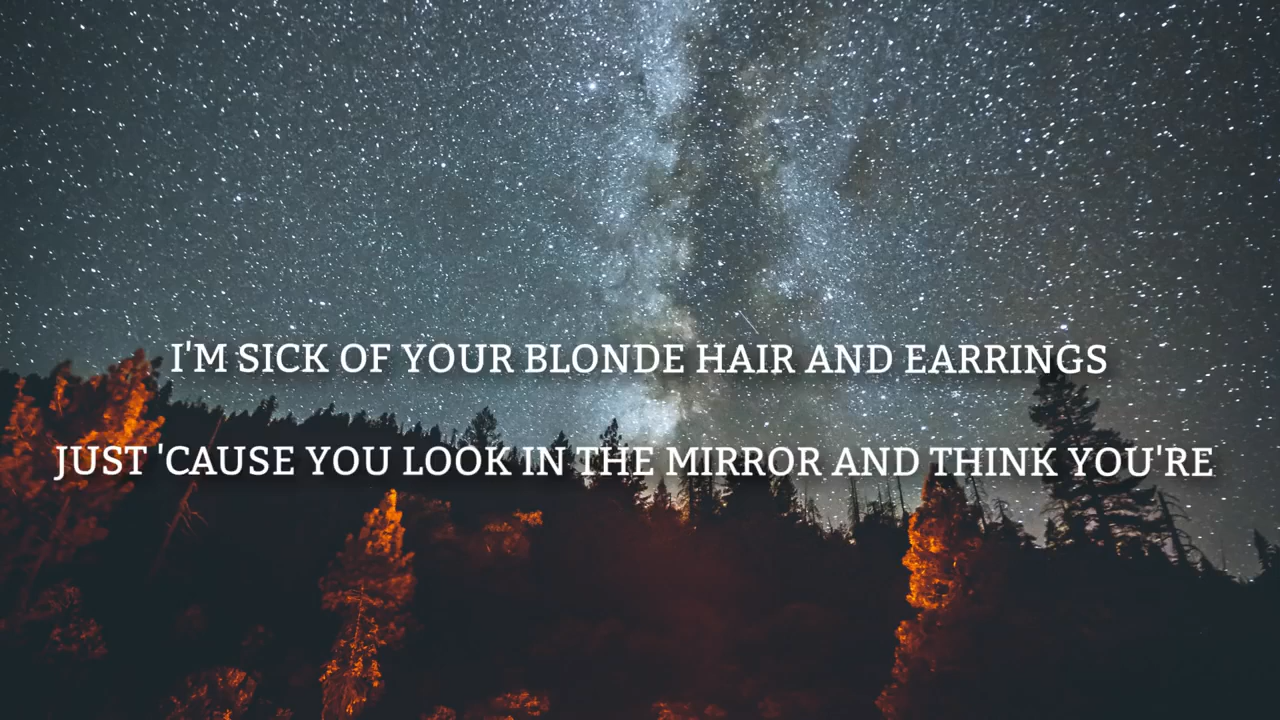 I'M SICK OF YOUR BLONDE HAIR AND EARRINGS
JUST 'CAUSE YOU LOOK IN THE MIRROR AND THINK YOU'RE